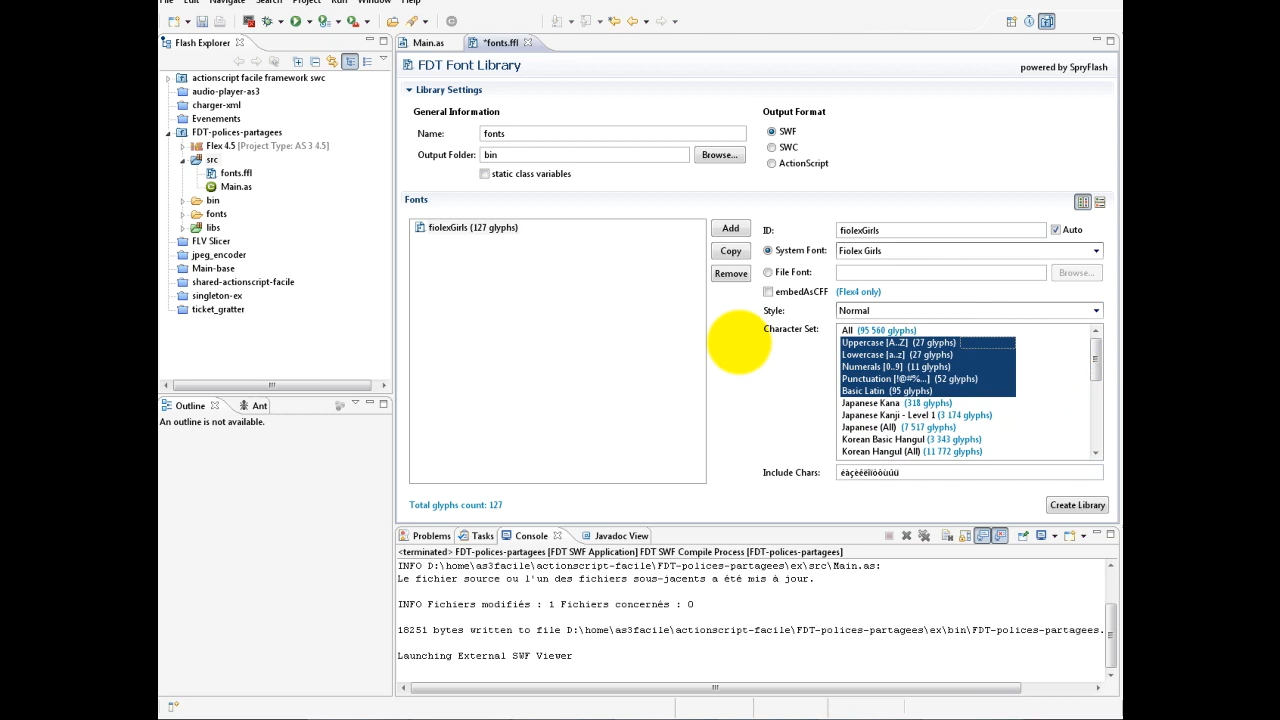 File Edit Source Search Project Run Window Help
Flash Explorer
Main.as
*fonts.ffl
actionscript facile framework swc
audio-player-as3
charger-xml
Evenements
FDT-polices-partagees
Flex 4.5 [Project Type: AS 3 4.5]
src
fonts.ffl
Main.as
bin
fonts
libs
FLV Slicer
jpeg_encoder
Main-base
shared-actionscript-facile
singleton-ex
ticket_gratter
Outline
Ant
An outline is not available.
FDT Font Library
powered by SpryFlash
Library Settings
General Information
Name: fonts
Output Folder: bin Browse...
static class variables
Output Format
SWF
SWC
ActionScript
Fonts
fiolexGirls (127 glyphs)
Add
Copy
Remove
ID: fiolexGirls Auto
System Font: Fiolex Girls
File Font: Browse...
embedAsCFF (Flex4 only)
Style: Normal
Character Set:
All (95 560 glyphs)
Uppercase [A..Z] (27 glyphs)
Lowercase [a..z] (27 glyphs)
Numerals [0..9] (11 glyphs)
Punctuation [!@#%...] (52 glyphs)
Basic Latin (95 glyphs)
Japanese Kana (318 glyphs)
Japanese Kanji - Level 1 (3 174 glyphs)
Japanese (All) (7 517 glyphs)
Korean Basic Hangul (3 343 glyphs)
Korean Hangul (All) (11 772 glyphs)
Include Chars:
Total glyphs count: 127
Create Library
Problems Tasks Console Javadoc View
<terminated> FDT-polices-partagees [FDT SWF Application] FDT SWF Compile Process [FDT-polices-partagees]
INFO D:\home\as3facile\actionscript-facile\FDT-polices-partagees\ex\src\Main.as:
Le fichier source ou l'un des fichiers sous-jacents a été mis à jour.
INFO Fichiers modifiés : 1 Fichiers concernés : 0
18251 bytes written to file D:\home\as3facile\actionscript-facile\FDT-polices-partagees\ex\bin\FDT-polices-partagees.
Launching External SWF Viewer